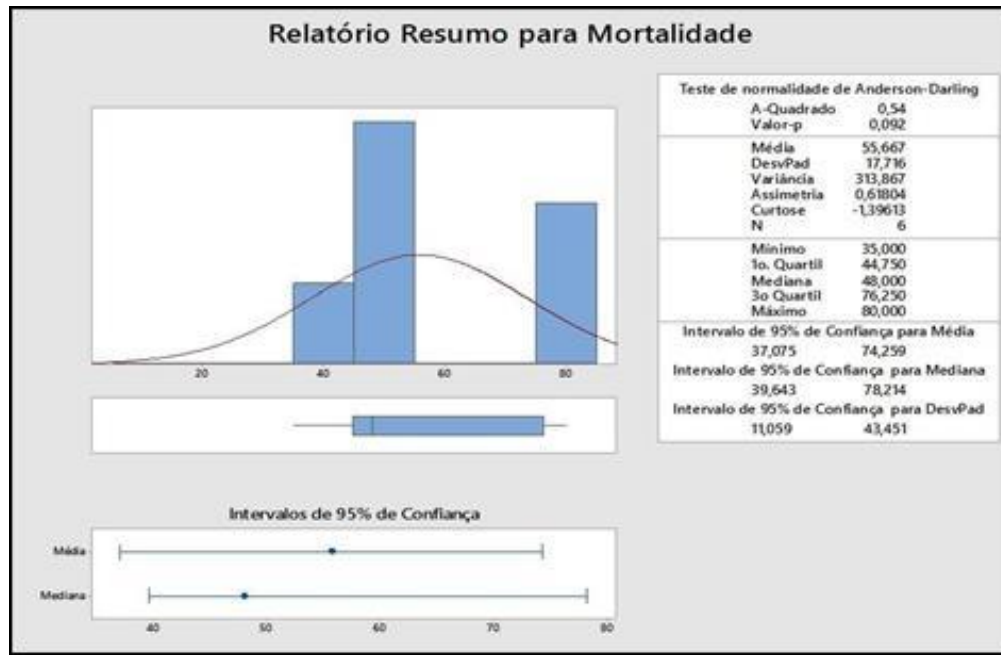 Relatório Resumo para Mortalidade
Teste de normalidade de Anderson-Darling
A-Quadrado 0,54
Valor-p 0,092
Média 55,667
DesvPad 17,716
Variância 313,867
Assimetria 0,61804
Curtose -1,39613
N 6
Mínimo 35,000
1o. Quartil 44,750
Mediana 48,000
3o Quartil 76,250
Máximo 80,000
Intervalo de 95% de Confiança para Média
37,075 74,259
Intervalo de 95% de Confiança para Mediana
39,643 78,214
Intervalo de 95% de Confiança para DesvPad
11,059 43,451
20 40 60 80
Intervalos de 95% de Confiança
Média
Mediana
40 50 60 70 80